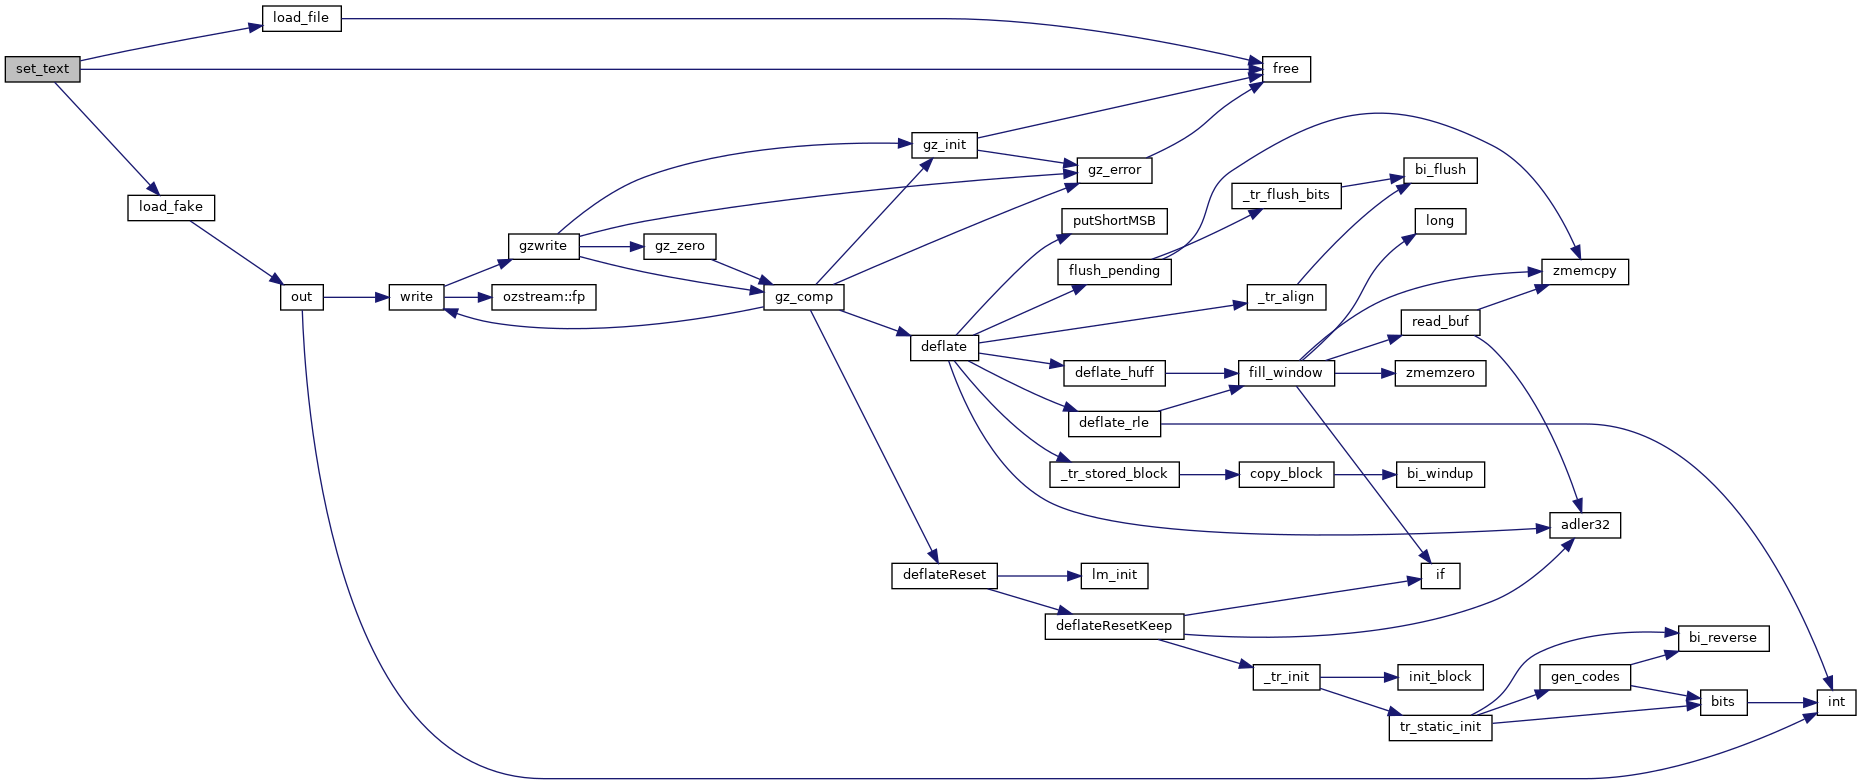 set_text
load_file
load_fake
out
write
gzwrite
ozstream::fp
gz_zero
gz_comp
gz_init
gz_error
free
putShortMSB
flush_pending
_tr_flush_bits
bi_flush
long
zmemcpy
_tr_align
deflate
read_buf
deflate_huff
fill_window
zmemzero
deflate_rle
_tr_stored_block
copy_block
bi_windup
adler32
deflateReset
lm_init
if
deflateResetKeep
_tr_init
init_block
tr_static_init
gen_codes
bi_reverse
bits
int